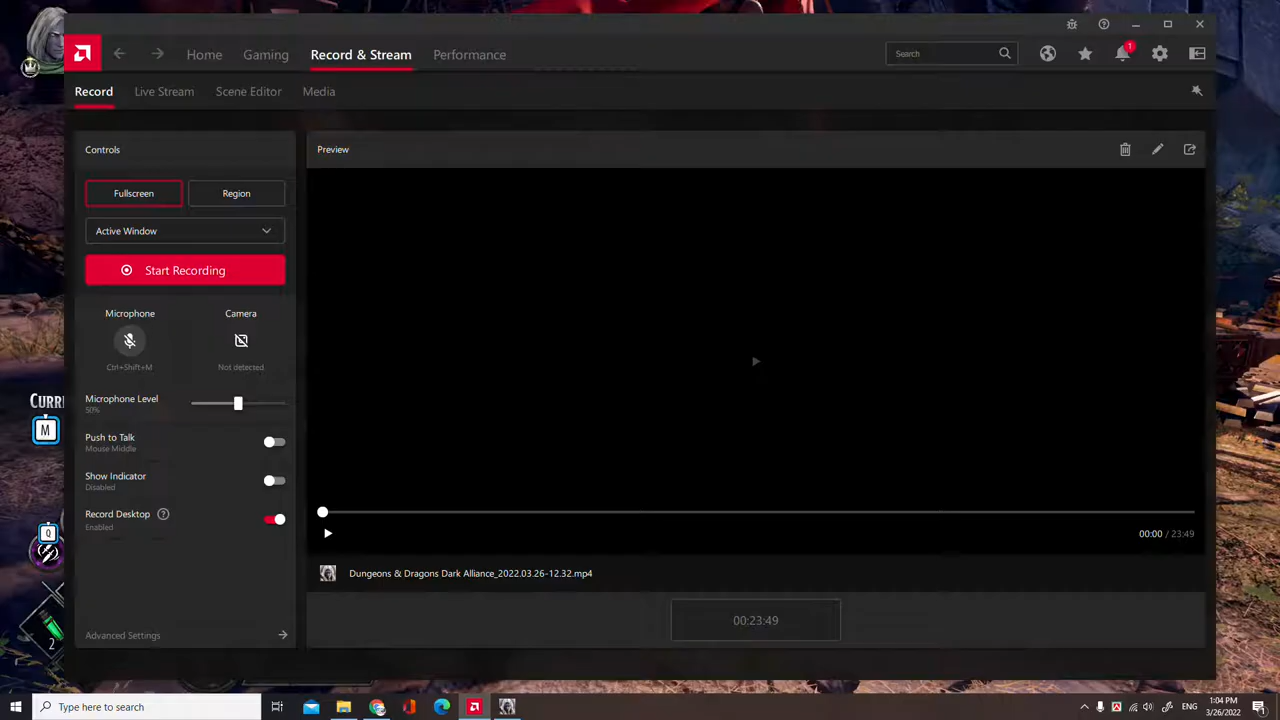 Home Gaming Record & Stream Performance
Search
1
Record Live Stream Scene Editor Media
Controls
Preview
Fullscreen Region
Active Window
Start Recording
Microphone Camera
Ctrl+Shift+M Not detected
Microphone Level
50%
Push to Talk
Mouse Middle
Show Indicator
Disabled
Record Desktop ?
Enabled
Advanced Settings
00:00 / 23:49
Dungeons & Dragons Dark Alliance_2022.03.26-12.32.mp4
00:23:49
CURR
M
Q
2
Type here to search
1:04 PM
3/26/2022
1